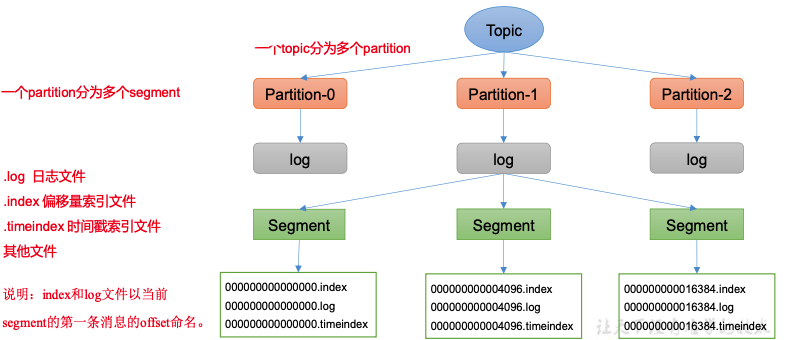 Topic
一个topic分为多个partition
一个partition分为多个segment
Partition-0
Partition-1
Partition-2
log
log
log
.log 日志文件
.index 偏移量索引文件
.timeindex 时间戳索引文件
其他文件
Segment
Segment
Segment
说明：index和log文件以当前
segment的第一条消息的offset命名。
000000000000000.index
000000000000000.log
000000000000000.timeindex
000000000004096.index
000000000004096.log
000000000004096.timeindex
000000000016384.index
000000000016384.log
000000000016384.timeindex